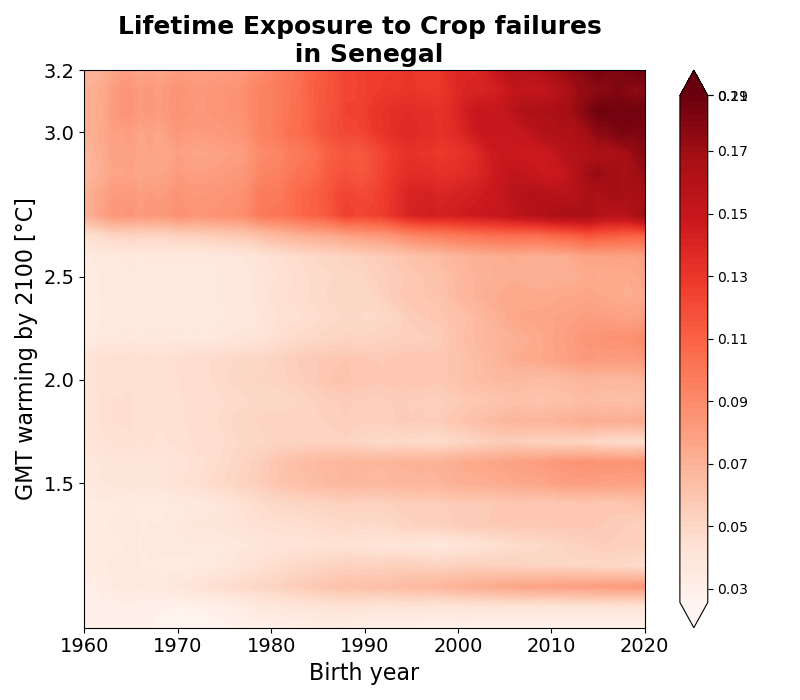 Lifetime Exposure to Crop failures
in Senegal
3.2
3.0
2.5
2.0
1.5
GMT warming by 2100 [°C]
1960 1970 1980 1990 2000 2010 2020
Birth year
0.17
0.15
0.13
0.11
0.09
0.07
0.05
0.03